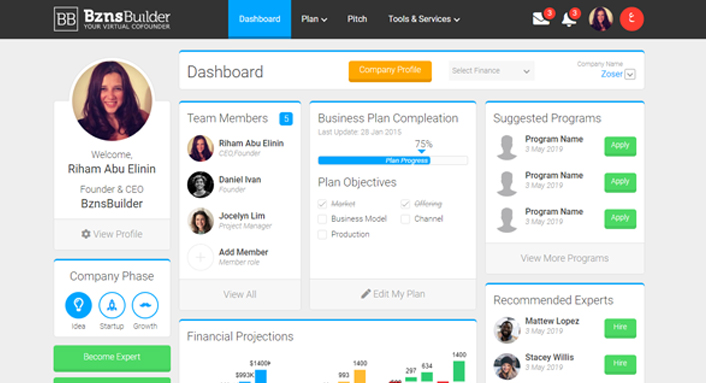 BB BznsBuilder
YOUR VIRTUAL COFOUNDER
Dashboard Plan Pitch Tools & Services
3 3 ع
Dashboard
Company Profile
Select Finance
Company Name
Zoser
Welcome,
Riham Abu Elinin
Founder & CEO
BznsBuilder
View Profile
Company Phase
Idea Startup Growth
Become Expert
Team Members 5
Riham Abu Elinin
CEO,Founder
Daniel Ivan
Founder
Jocelyn Lim
Project Manager
Add Member
Member role
View All
Business Plan Compleation
Last Update: 28 Jan 2015
75%
Plan Progress
Plan Objectives
Market Offering
Business Model Channel
Production
Edit My Plan
Suggested Programs
Program Name
3 May 2019
Apply
Program Name
3 May 2019
Apply
Program Name
3 May 2019
Apply
View More Programs
Financial Projections
$993K $1400K
993 1400
297 634 1400
Recommended Experts
Mattew Lopez
3 May 2019
Hire
Stacey Willis
3 May 2019
Hire